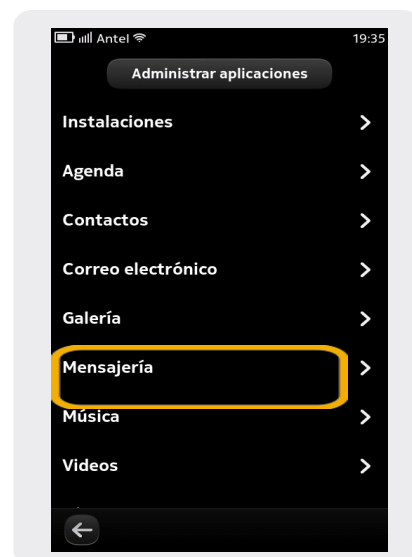 Antel 19:35
Administrar aplicaciones
Instalaciones
Agenda
Contactos
Correo electrónico
Galería
Mensajería
Música
Videos